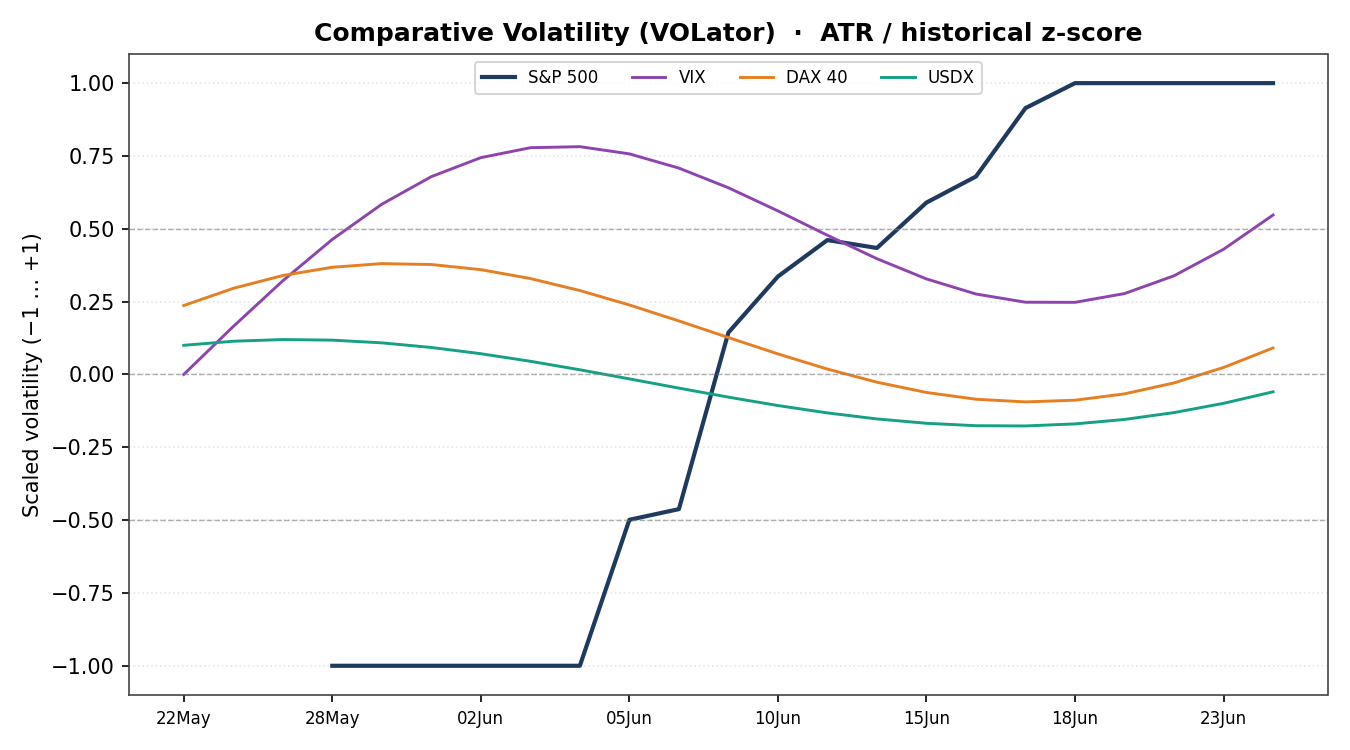 Comparative Volatility (VOLator)  ·  ATR / historical z-score
S&P 500 VIX DAX 40 USDX
Scaled volatility (−1 … +1)
1.00
0.75
0.50
0.25
0.00
−0.25
−0.50
−0.75
−1.00
22May 28May 02Jun 05Jun 10Jun 15Jun 18Jun 23Jun